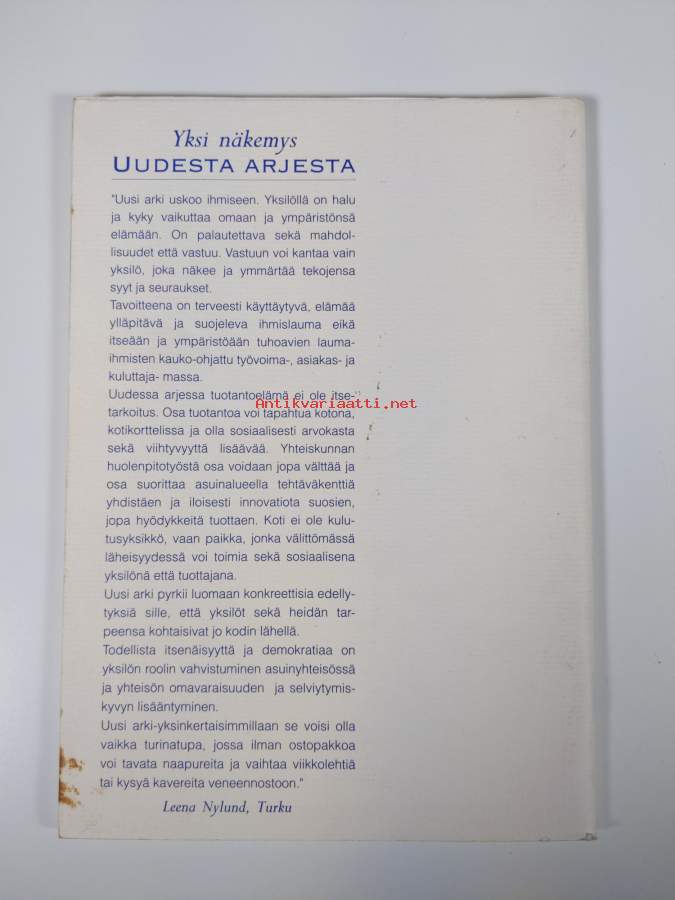 Yksi näkemys
UUDESTA ARJESTA
"Uusi arki uskoo ihmiseen. Yksilöllä on halu
ja kyky vaikuttaa omaan ja ympäristönsä
elämään. On palautettava sekä mahdol-
lisuudet että vastuu. Vastuun voi kantaa vain
yksilö, joka näkee ja ymmärtää tekojensa
syyt ja seuraukset.
Tavoitteena on terveesti käyttäytyvä, elämää
ylläpitävä ja suojeleva ihmislauma eikä
itseään ja ympäristöään tuhoavien lauma-
ihmisten kauko-ohjattu työvoima-, asiakas- ja
kuluttaja- massa.
Uudessa arjessa tuotantoelämä ei ole itse-
tarkoitus. Osa tuotantoa voi tapahtua kotona,
Antikvariaatti.net
kotikorttelissa ja olla sosiaalisesti arvokasta
sekä viihtyvyyttä lisäävää. Yhteiskunnan
huolenpitotyöstä osa voidaan jopa välttää ja
osa suorittaa asuinalueella tehtäväkenttiä
yhdistäen ja iloisesti innovatiota suosien,
jopa hyödykkeitä tuottaen. Koti ei ole kulu-
tusyksikkö, vaan paikka, jonka välittömässä
läheisyydessä voi toimia sekä sosiaalisena
yksilönä että tuottajana.
Uusi arki pyrkii luomaan konkreettisia edelly-
tyksiä sille, että yksilöt sekä heidän tar-
peensa kohtaisivat jo kodin lähellä.
Todellista itsenäisyyttä ja demokratiaa on
yksilön roolin vahvistuminen asuinyhteisössä
ja yhteisön omavaraisuuden ja selviytymis-
kyvyn lisääntyminen.
Uusi arki-yksinkertaisimmillaan se voisi olla
vaikka turinatupa, jossa ilman ostopakkoa
voi tavata naapureita ja vaihtaa viikkolehtiä
tai kysyä kavereita veneennostoon."
Leena Nylund, Turku